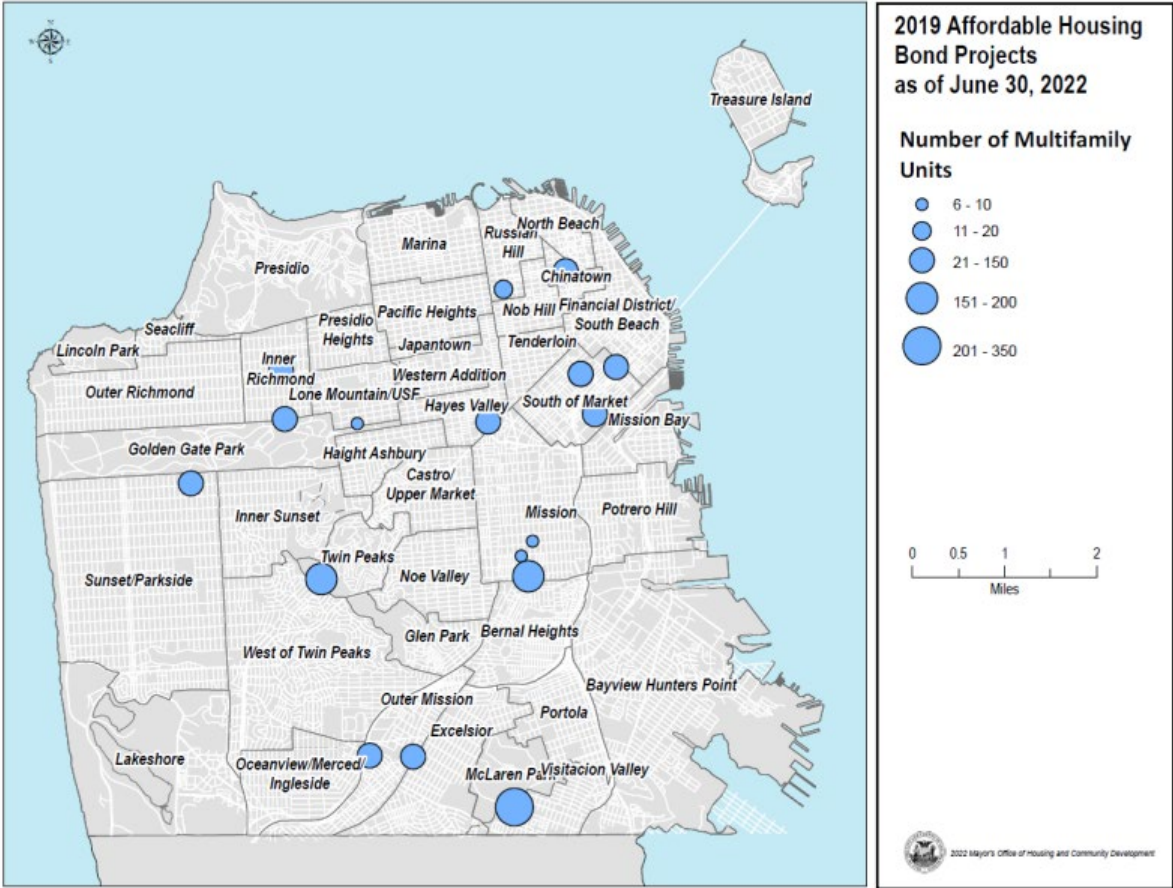 2019 Affordable Housing
Bond Projects
as of June 30, 2022
Number of Multifamily
Units
6 - 10
11 - 20
21 - 150
151 - 200
201 - 350
0 0.5 1 2
Miles
2022 Mayor's Office of Housing and Community Development
Treasure Island
North Beach
Russian
Hill
Marina
Chinatown
Presidio
Nob Hill
Financial District/
South Beach
Pacific Heights
Presidio
Heights
Seacliff
Lincoln Park
Japantown
Tenderloin
Inner
Richmond
Outer Richmond
Lone Mountain/USF
Western Addition
Hayes Valley
South of Market
Mission Bay
Golden Gate Park
Haight Ashbury
Castro/
Upper Market
Inner Sunset
Mission
Potrero Hill
Twin Peaks
Noe Valley
Sunset/Parkside
Glen Park
Bernal Heights
West of Twin Peaks
Outer Mission
Bayview Hunters Point
Portola
Excelsior
Lakeshore
Oceanview/Merced/
Ingleside
McLaren Park
Visitacion Valley